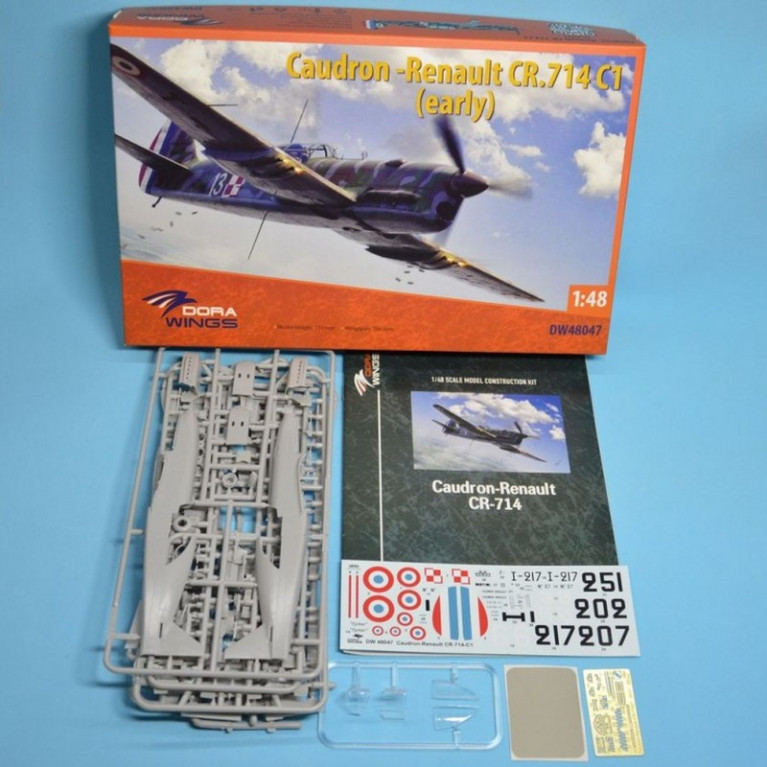 Caudron -Renault CR.714 C1
(early)
13
1:48
DORA
WINGS
DW48047
DORA
WINGS
1/48 SCALE MODEL CONSTRUCTION KIT
Caudron-Renault
CR-714
I-217-I-217
251
202
217207
DW 48047. Caudron-Renault CR-714-C1